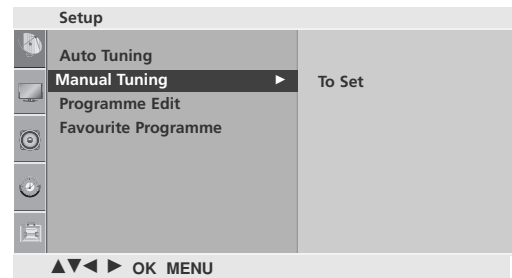 Setup
Auto Tuning
Manual Tuning ► To Set
Programme Edit
Favourite Programme
▲▼◄ ► OK MENU